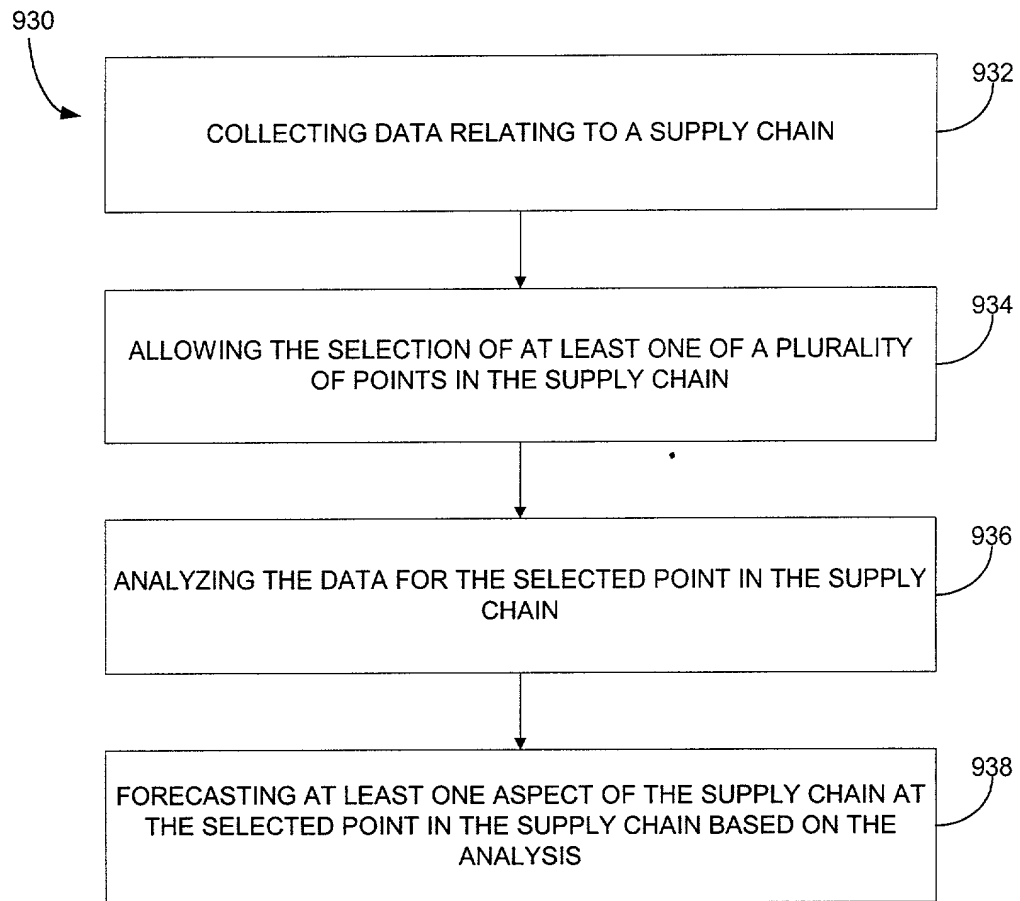 930
932
COLLECTING DATA RELATING TO A SUPPLY CHAIN
934
ALLOWING THE SELECTION OF AT LEAST ONE OF A PLURALITY
OF POINTS IN THE SUPPLY CHAIN
936
ANALYZING THE DATA FOR THE SELECTED POINT IN THE SUPPLY
CHAIN
938
FORECASTING AT LEAST ONE ASPECT OF THE SUPPLY CHAIN AT
THE SELECTED POINT IN THE SUPPLY CHAIN BASED ON THE
ANALYSIS